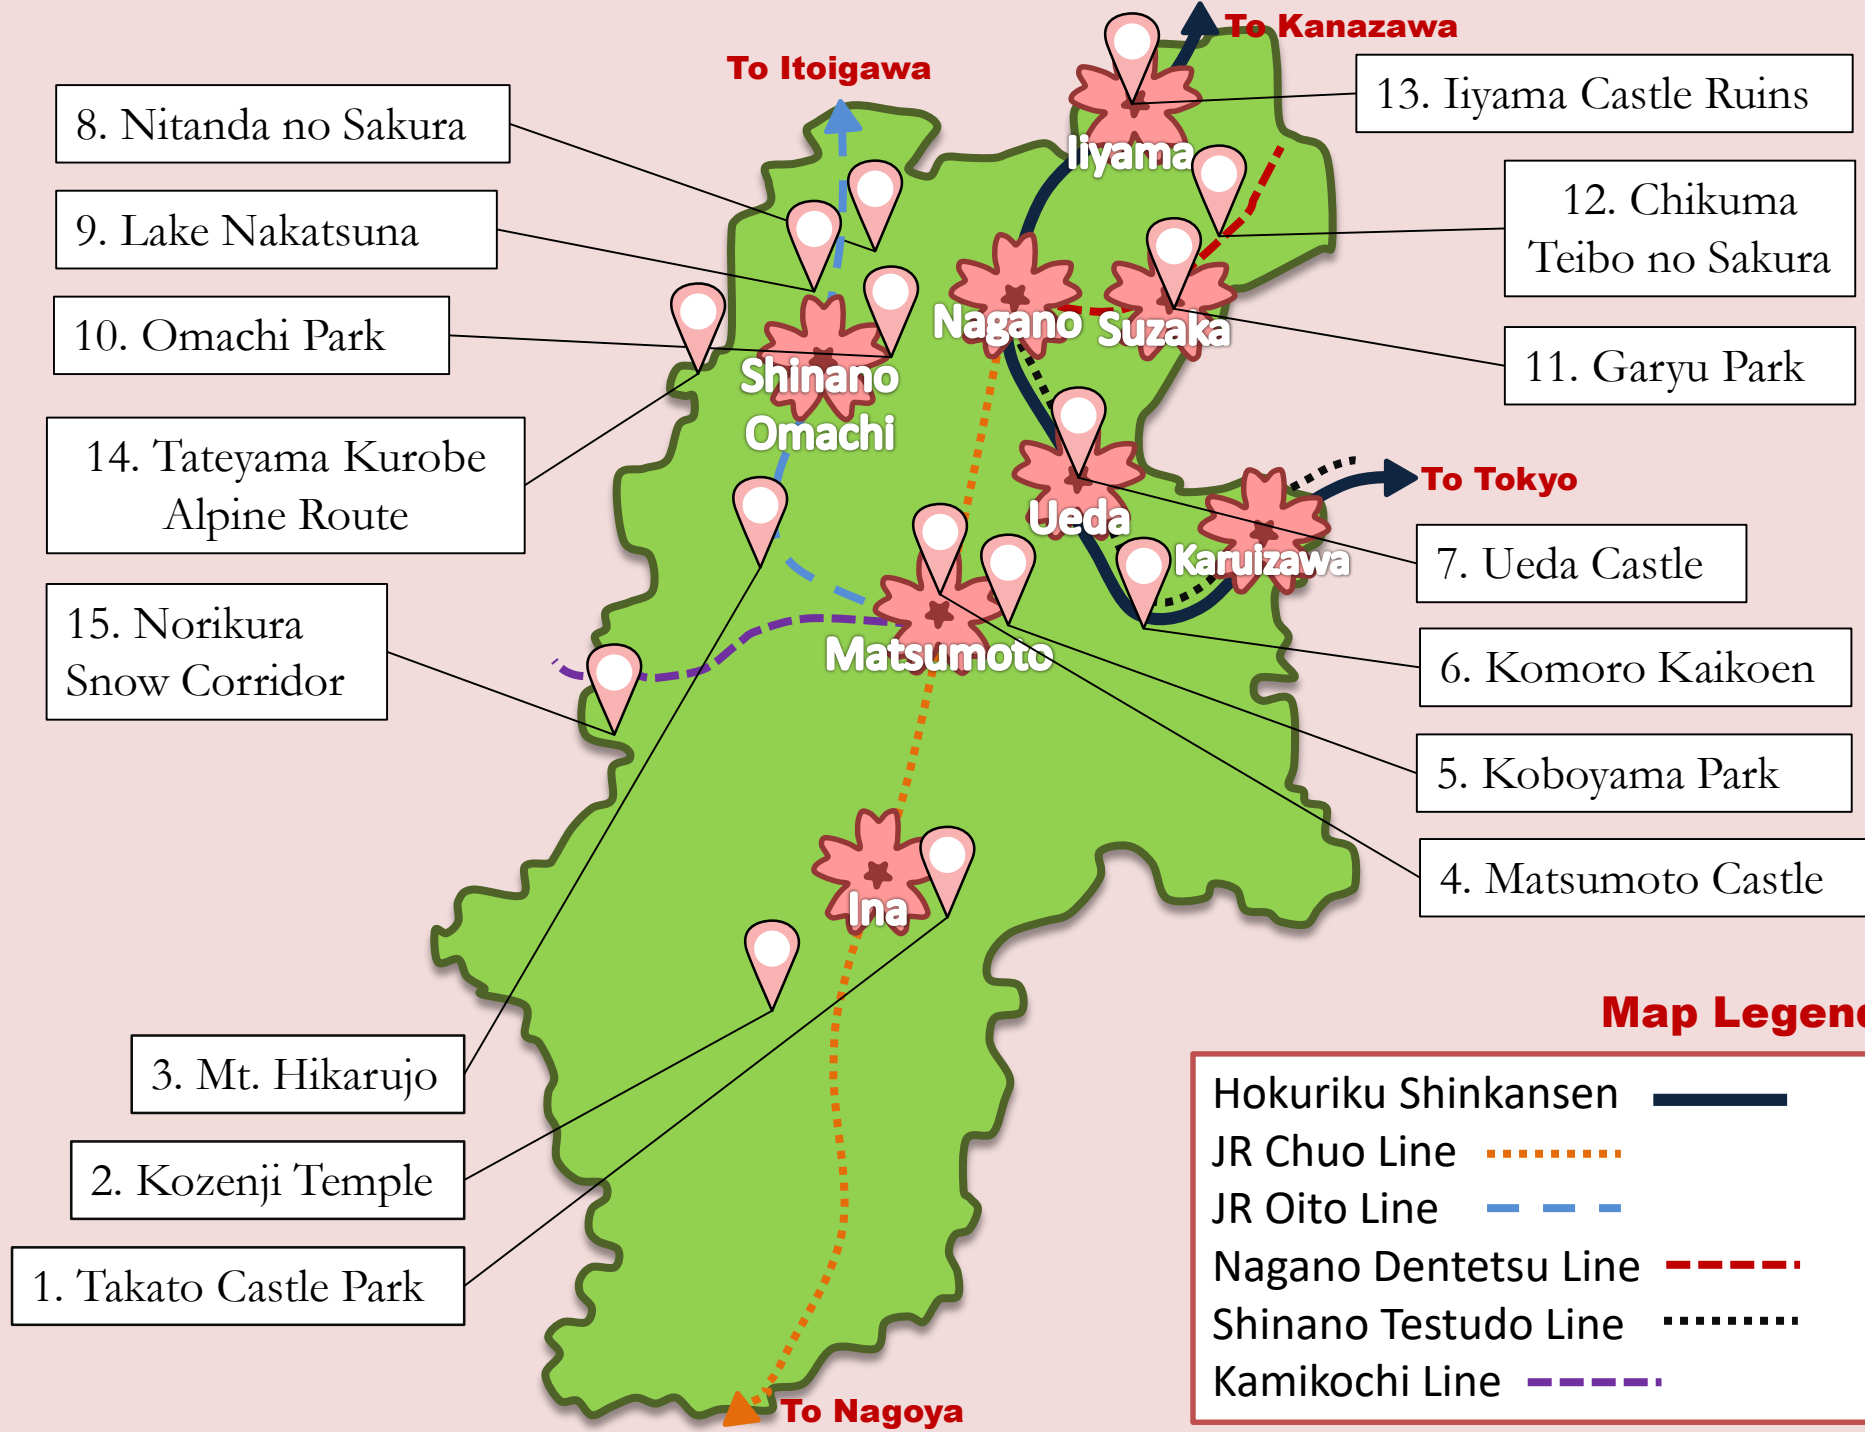 To Kanazawa
To Itoigawa
8. Nitanda no Sakura
13. Iiyama Castle Ruins
Iiyama
9. Lake Nakatsuna
12. Chikuma
Teibo no Sakura
10. Omachi Park
Nagano
Suzaka
11. Garyu Park
Shinano
Omachi
14. Tateyama Kurobe
Alpine Route
To Tokyo
Ueda
Karuizawa
7. Ueda Castle
15. Norikura
Snow Corridor
Matsumoto
6. Komoro Kaikoen
5. Koboyama Park
4. Matsumoto Castle
Ina
3. Mt. Hikarujo
2. Kozenji Temple
1. Takato Castle Park
To Nagoya
Map Legend
Hokuriku Shinkansen
JR Chuo Line
JR Oito Line
Nagano Dentetsu Line
Shinano Testudo Line
Kamikochi Line